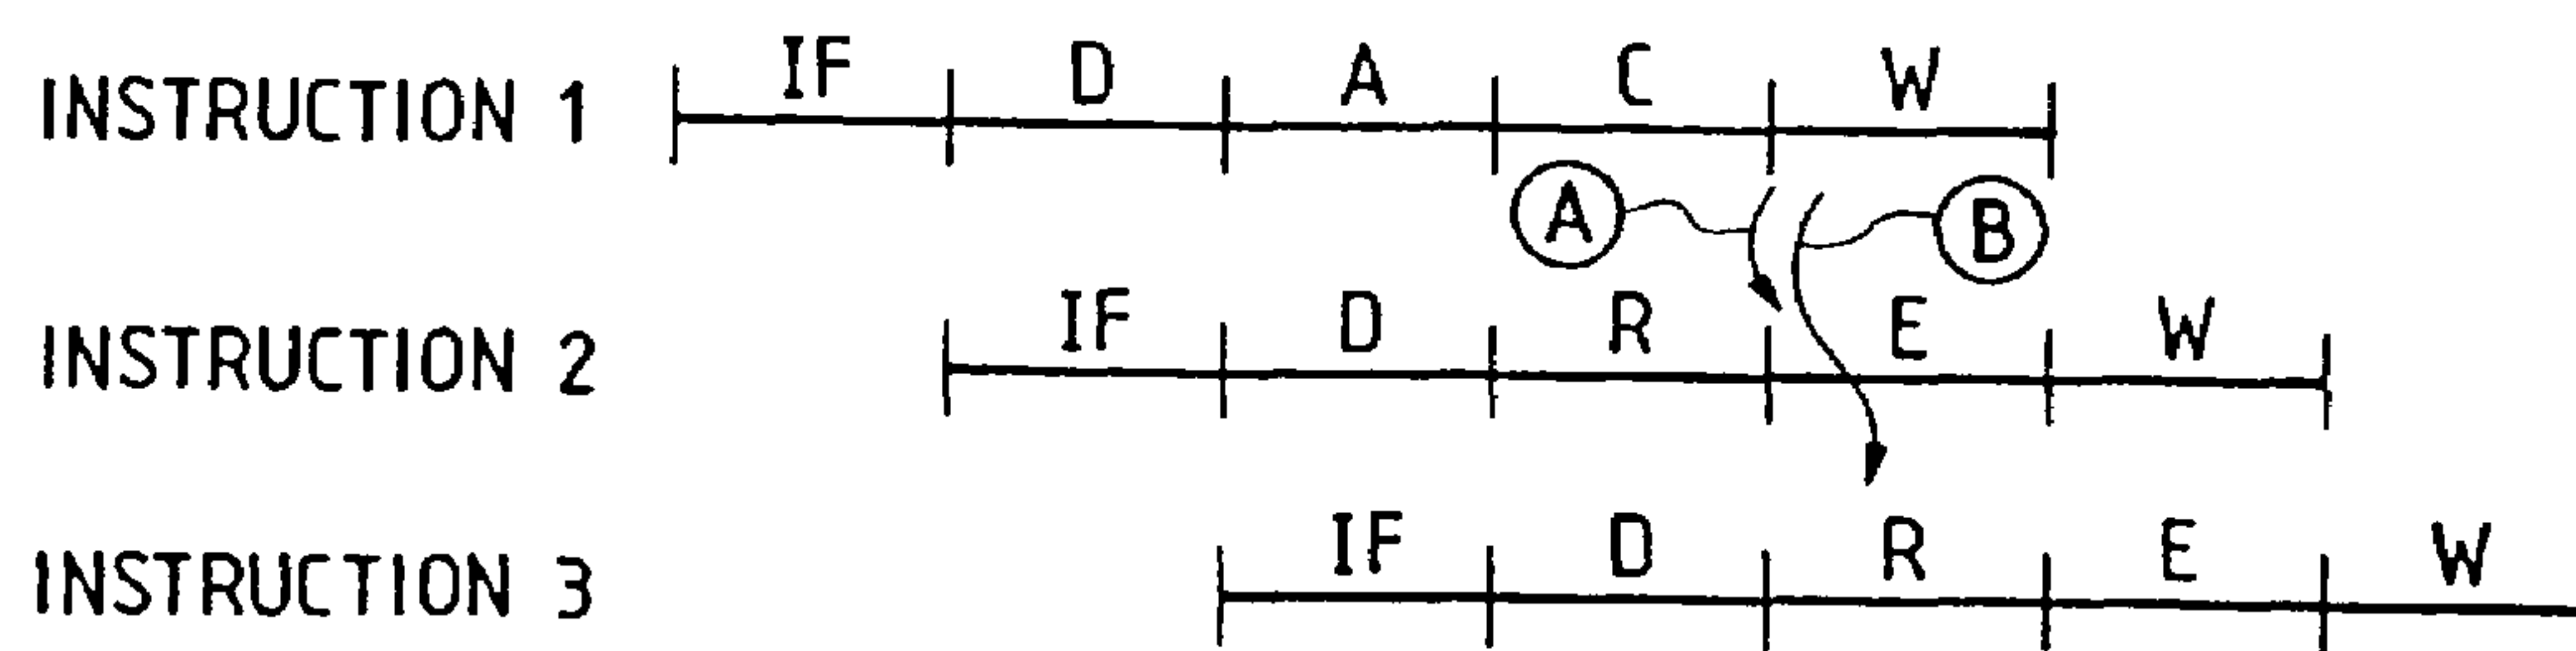 INSTRUCTION 1 IF D A C W
A B
INSTRUCTION 2 IF D R E W
INSTRUCTION 3 IF D R E W